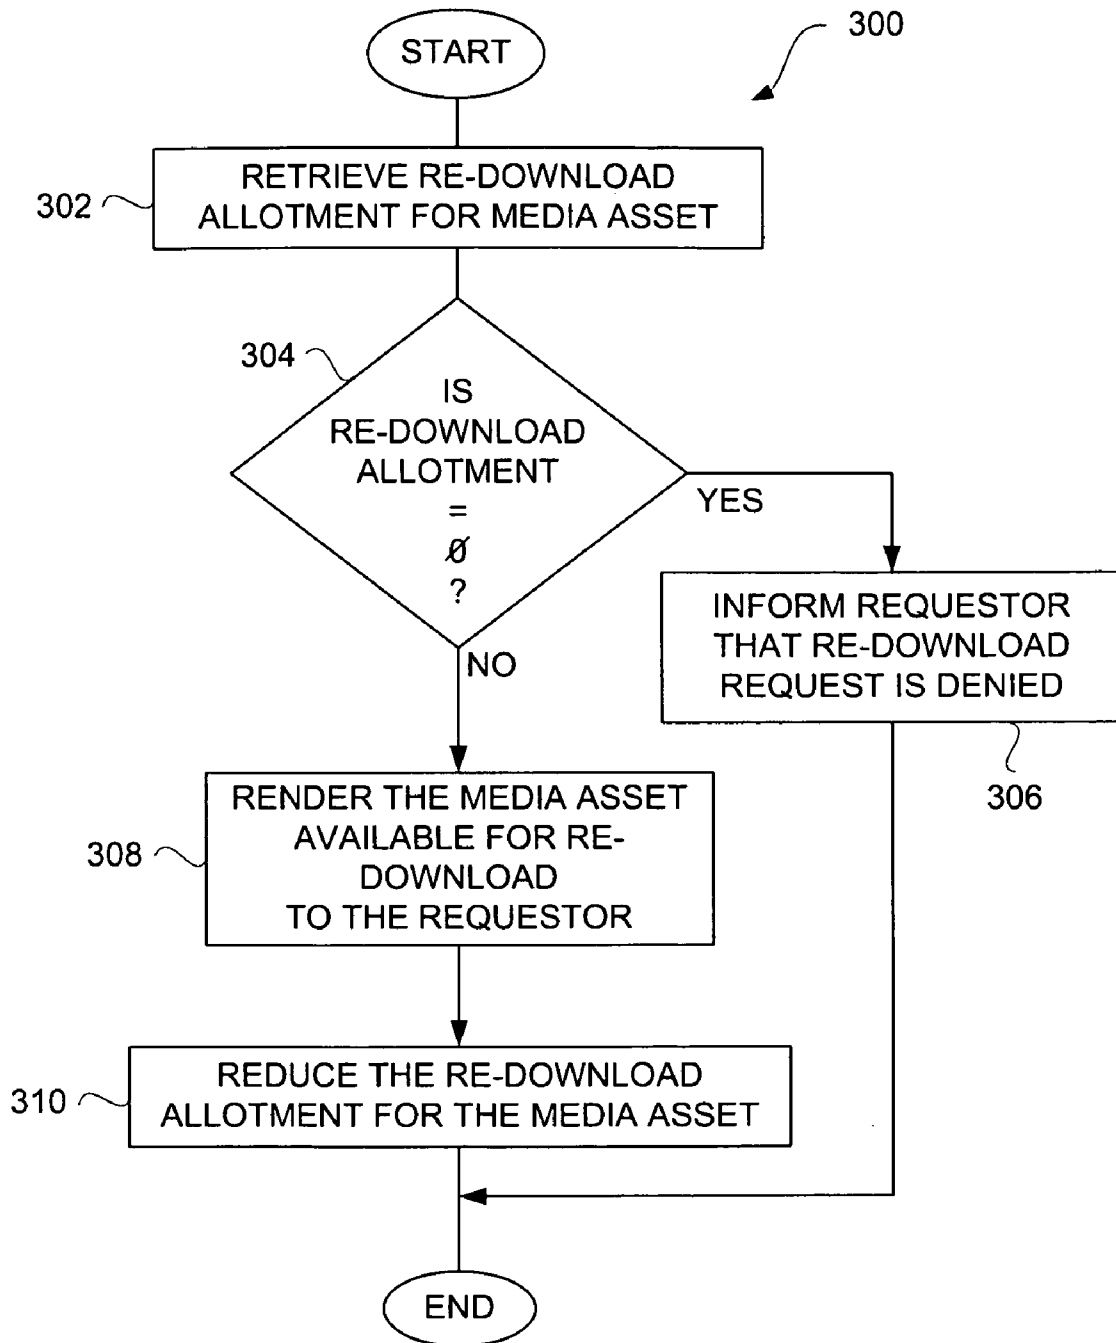 START
300
302
RETRIEVE RE-DOWNLOAD
ALLOTMENT FOR MEDIA ASSET
304
IS
RE-DOWNLOAD
ALLOTMENT
=
Ø
?
YES
NO
INFORM REQUESTOR
THAT RE-DOWNLOAD
REQUEST IS DENIED
306
308
RENDER THE MEDIA ASSET
AVAILABLE FOR RE-
DOWNLOAD
TO THE REQUESTOR
310
REDUCE THE RE-DOWNLOAD
ALLOTMENT FOR THE MEDIA ASSET
END